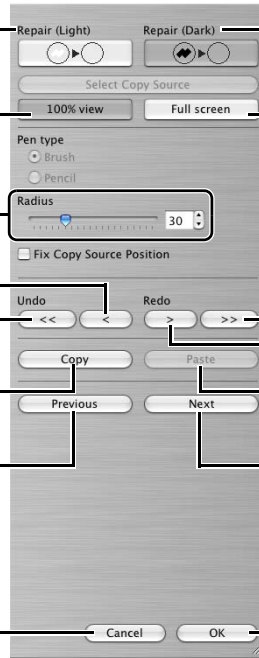 Repair (Light) Repair (Dark)
Select Copy Source
100% view Full screen
Pen type
Brush
Pencil
Radius
30
Fix Copy Source Position
Undo Redo
<< < > >>
Copy Paste
Previous Next
Cancel OK